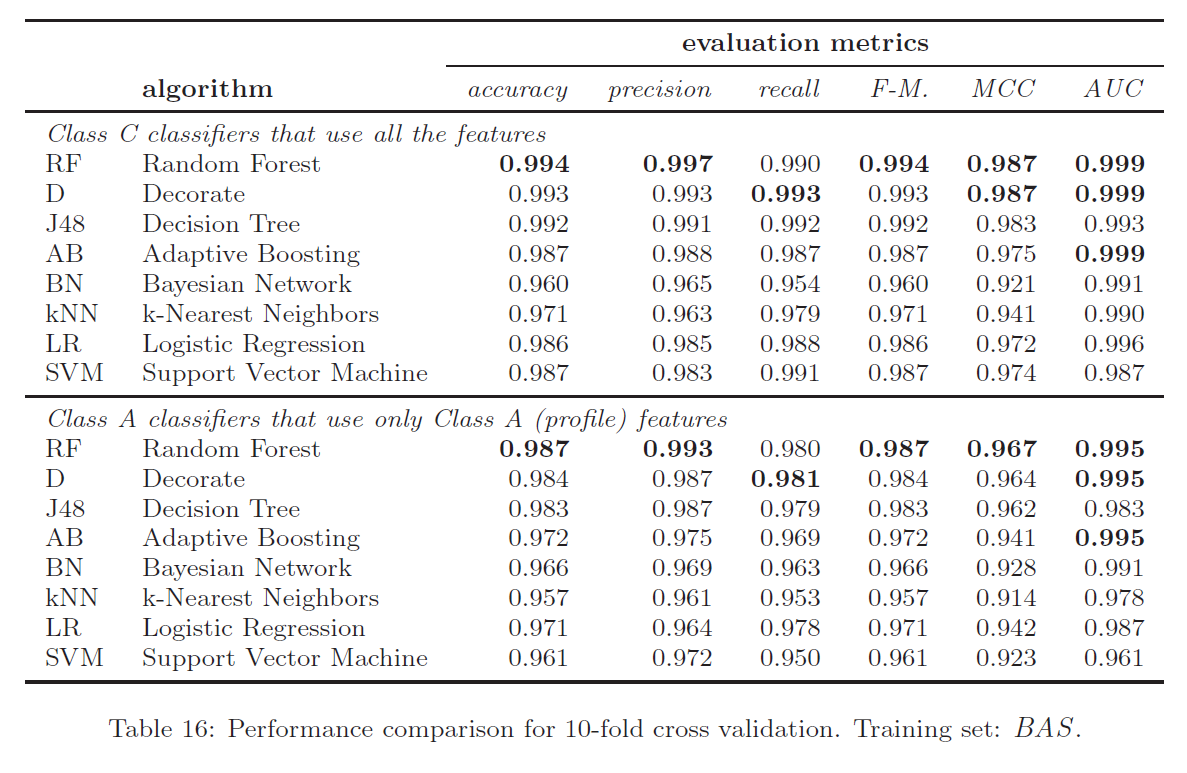 evaluation metrics
algorithm accuracy precision recall F-M. MCC AUC
Class C classifiers that use all the features
RF Random Forest 0.994 0.997 0.990 0.994 0.987 0.999
D Decorate 0.993 0.993 0.993 0.993 0.987 0.999
J48 Decision Tree 0.992 0.991 0.992 0.992 0.983 0.993
AB Adaptive Boosting 0.987 0.988 0.987 0.987 0.975 0.999
BN Bayesian Network 0.960 0.965 0.954 0.960 0.921 0.991
kNN k-Nearest Neighbors 0.971 0.963 0.979 0.971 0.941 0.990
LR Logistic Regression 0.986 0.985 0.988 0.986 0.972 0.996
SVM Support Vector Machine 0.987 0.983 0.991 0.987 0.974 0.987
Class A classifiers that use only Class A (profile) features
RF Random Forest 0.987 0.993 0.980 0.987 0.967 0.995
D Decorate 0.984 0.987 0.981 0.984 0.964 0.995
J48 Decision Tree 0.983 0.987 0.979 0.983 0.962 0.983
AB Adaptive Boosting 0.972 0.975 0.969 0.972 0.941 0.995
BN Bayesian Network 0.966 0.969 0.963 0.966 0.928 0.991
kNN k-Nearest Neighbors 0.957 0.961 0.953 0.957 0.914 0.978
LR Logistic Regression 0.971 0.964 0.978 0.971 0.942 0.987
SVM Support Vector Machine 0.961 0.972 0.950 0.961 0.923 0.961
Table 16: Performance comparison for 10-fold cross validation. Training set: BAS.